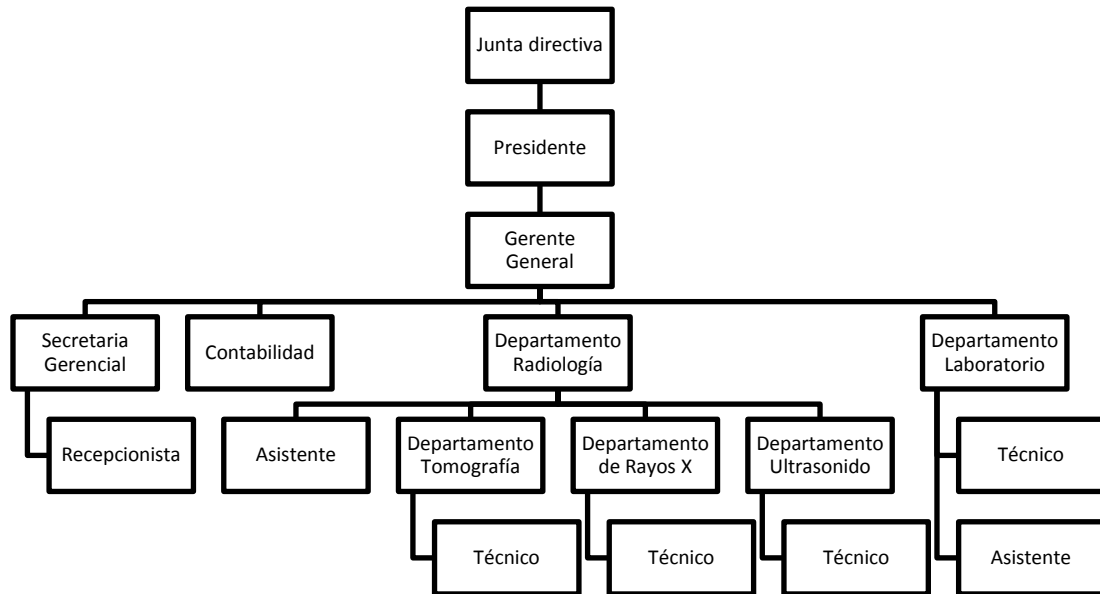 Junta directiva
Presidente
Gerente
General
Secretaria
Gerencial
Contabilidad
Departamento
Radiología
Departamento
Laboratorio
Recepcionista
Asistente
Departamento
Tomografía
Departamento
de Rayos X
Departamento
Ultrasonido
Técnico
Técnico
Técnico
Técnico
Asistente